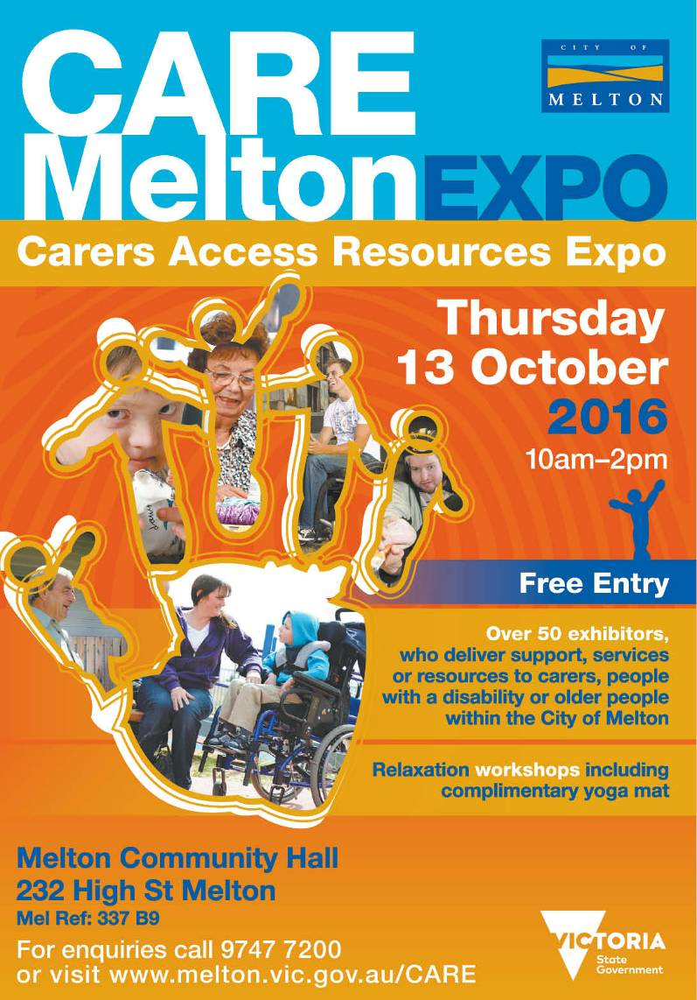 CARE
CITY OF
MELTON
MeltonEXPO
Carers Access Resources Expo
Thursday
13 October
2016
10am–2pm
Free Entry
Over 50 exhibitors,
who deliver support, services
or resources to carers, people
with a disability or older people
within the City of Melton
Relaxation workshops including
complimentary yoga mat
Melton Community Hall
232 High St Melton
Mel Ref: 337 B9
For enquiries call 9747 7200
or visit www.melton.vic.gov.au/CARE
VICTORIA
State
Government